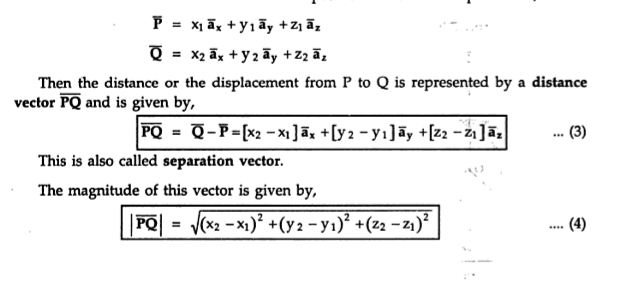 P̄ = x₁ āₓ + y₁ āᵧ + z₁ ā_z
Q̄ = x₂ āₓ + y₂ āᵧ + z₂ ā_z
Then the distance or the displacement from P to Q is represented by a distance
vector P̄Q̄ and is given by,
P̄Q̄ = Q̄ – P̄ = [x₂ – x₁] āₓ + [y₂ – y₁] āᵧ + [z₂ – z₁] ā_z ... (3)
This is also called separation vector.
The magnitude of this vector is given by,
|P̄Q̄| = √((x₂ – x₁)² + (y₂ – y₁)² + (z₂ – z₁)²) .... (4)